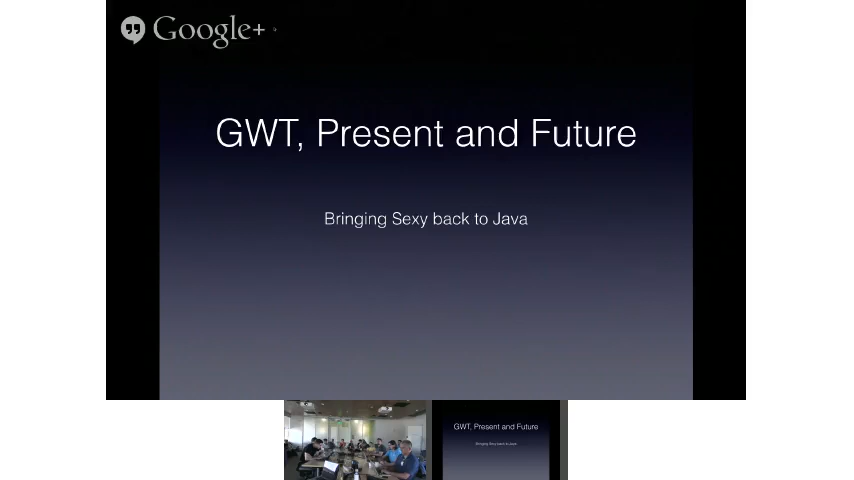 Google+
GWT, Present and Future
Bringing Sexy back to Java
GWT, Present and Future
Bringing Sexy back to Java